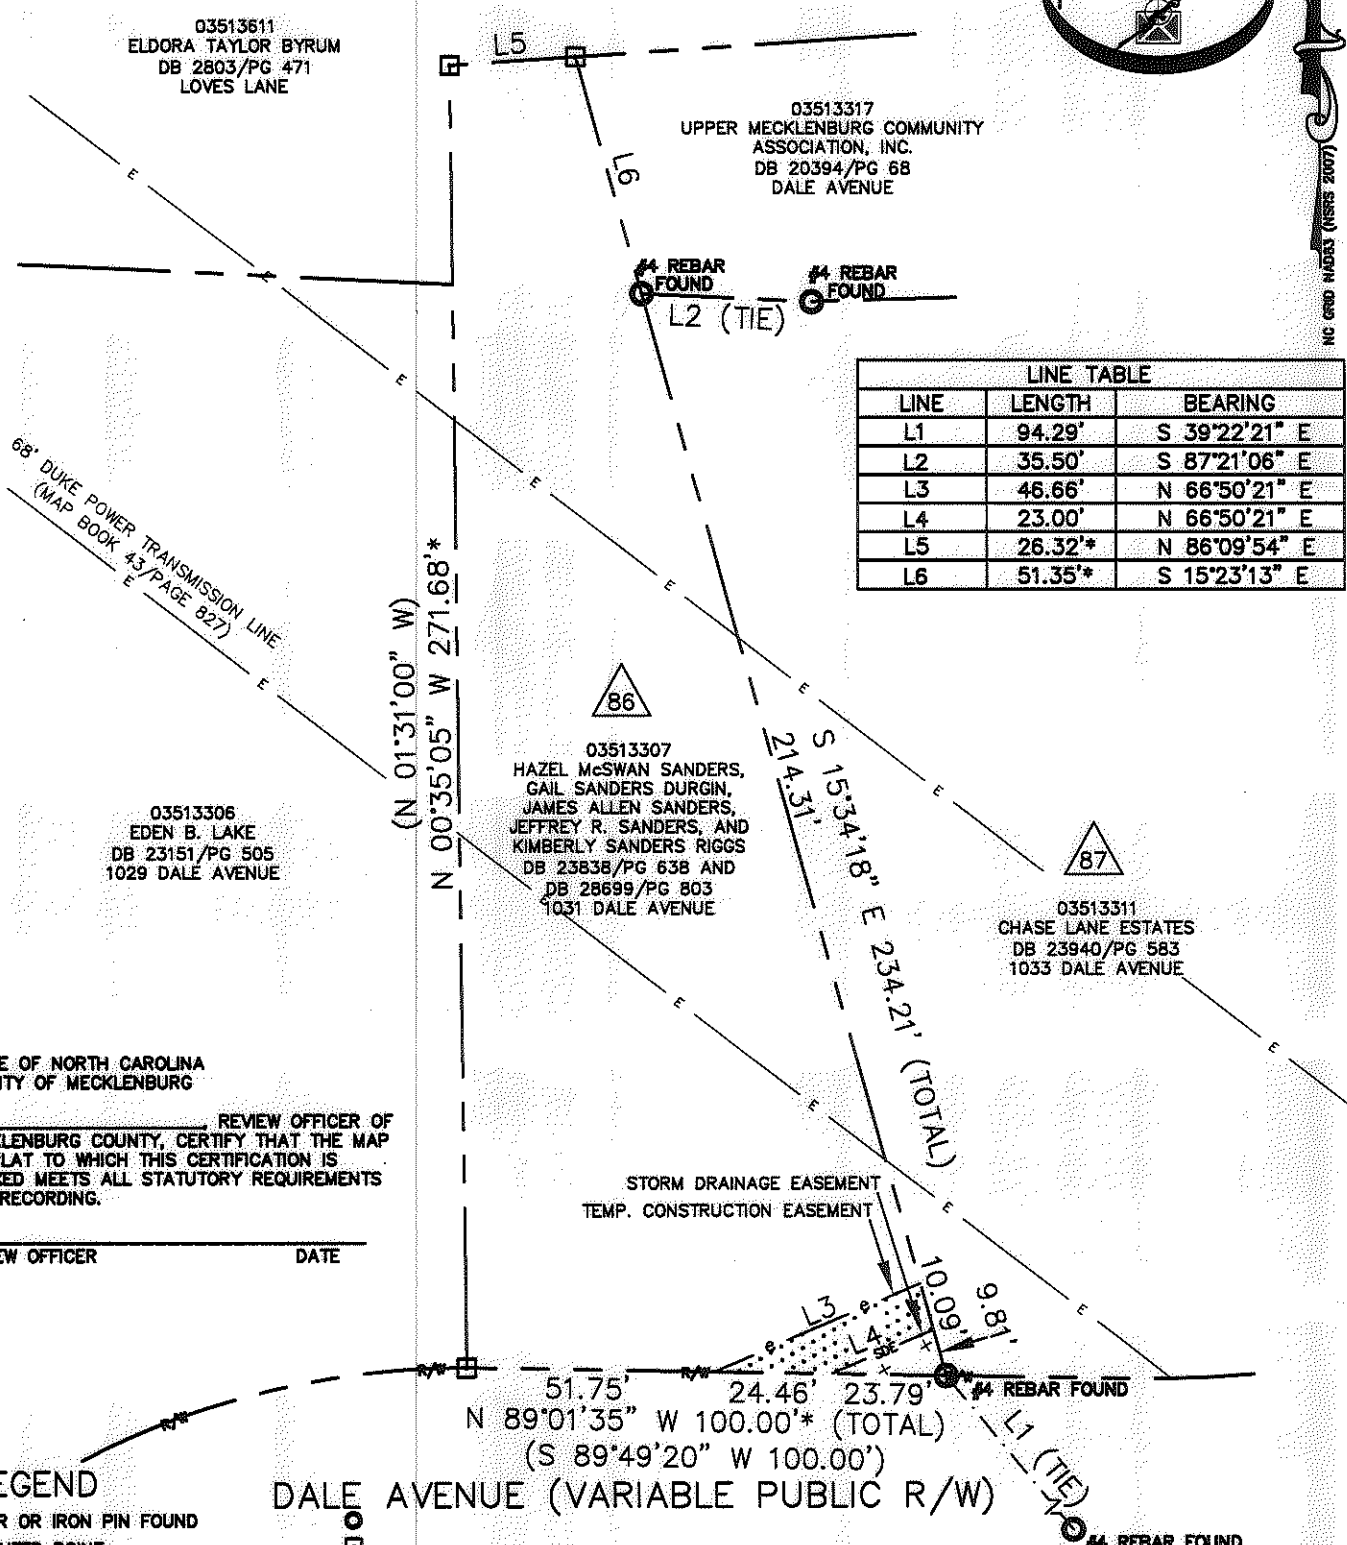 03513611
ELDORA TAYLOR BYRUM
DB 2803/PG 471
LOVES LANE
L5
03513317
UPPER MECKLENBURG COMMUNITY
ASSOCIATION, INC.
DB 20394/PG 68
DALE AVENUE
NC GRID NAD83 (NSRS 2007)
L6
#4 REBAR
FOUND
#4 REBAR
FOUND
L2 (TIE)
LINE TABLE
LINE LENGTH BEARING
L1 94.29' S 39°22'21" E
L2 35.50' S 87°21'06" E
L3 46.66' N 66°50'21" E
L4 23.00' N 66°50'21" E
L5 26.32'* N 86°09'54" E
L6 51.35'* S 15°23'13" E
68' DUKE POWER TRANSMISSION LINE
(MAP BOOK 43/PAGE 827)
E E E E E E E E E E E E E E E E
(N 01°31'00" W)
N 00°35'05" W 271.68'*
86
03513307
HAZEL McSWAN SANDERS,
GAIL SANDERS DURGIN,
JAMES ALLEN SANDERS,
JEFFREY R. SANDERS, AND
KIMBERLY SANDERS RIGGS
DB 23838/PG 638 AND
DB 28699/PG 803
1031 DALE AVENUE
S 15°34'18" E 234.21' (TOTAL)
214.31'
87
03513311
CHASE LANE ESTATES
DB 23940/PG 583
1033 DALE AVENUE
03513306
EDEN B. LAKE
DB 23151/PG 505
1029 DALE AVENUE
E OF NORTH CAROLINA
TY OF MECKLENBURG
, REVIEW OFFICER OF
LENBURG COUNTY, CERTIFY THAT THE MAP
LAT TO WHICH THIS CERTIFICATION IS
ED MEETS ALL STATUTORY REQUIREMENTS
RECORDING.
EW OFFICER DATE
STORM DRAINAGE EASEMENT
TEMP. CONSTRUCTION EASEMENT
10.09'
9.81'
L3
e e
L4
SDE
R/W R/W R/W
51.75' 24.46' 23.79'
#4 REBAR FOUND
N 89°01'35" W 100.00'* (TOTAL)
(S 89°49'20" W 100.00')
L1 (TIE)
EGEND
DALE AVENUE (VARIABLE PUBLIC R/W)
R OR IRON PIN FOUND
#4 REBAR FOUND